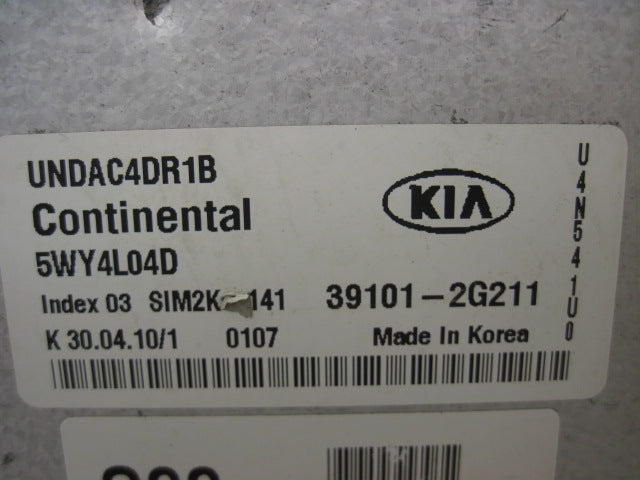 UNDAC4DR1B
Continental
KIA
5WY4L04D
Index 03 SIM2K 141
39101-2G211
K 30.04.10/1 0107 Made In Korea
U4N541U0